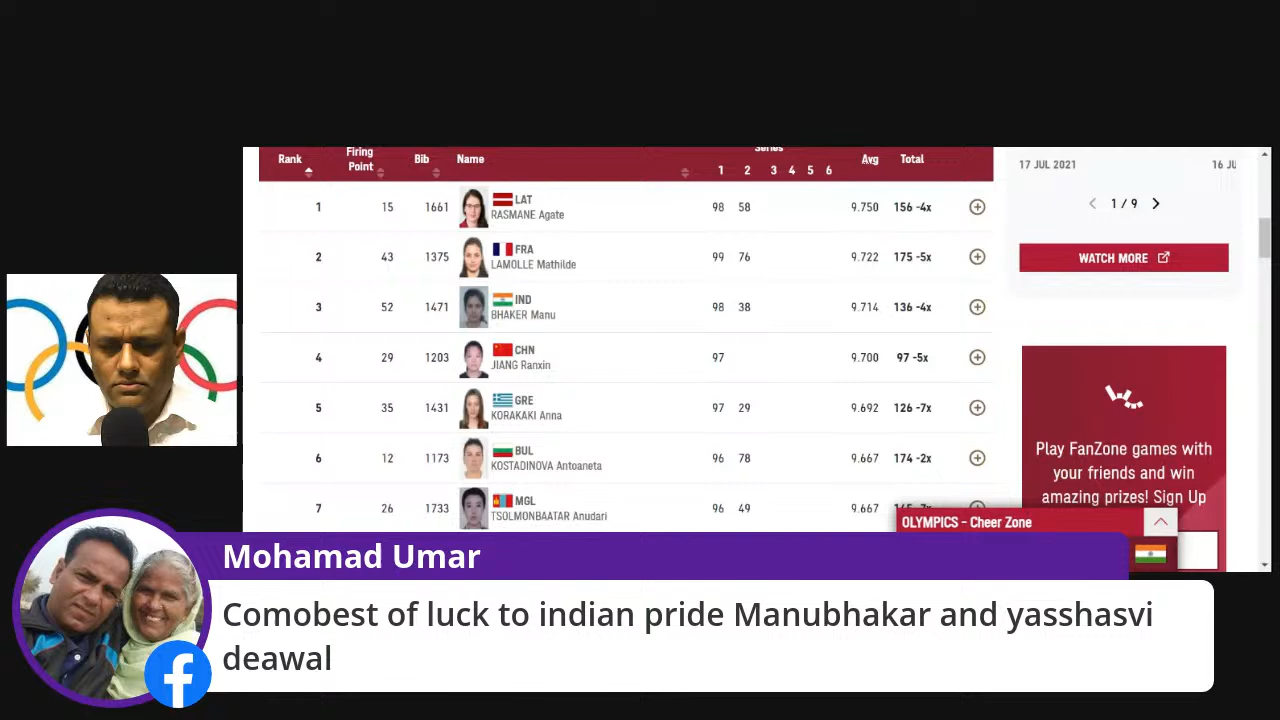 Series
Rank Firing Point Bib Name 1 2 3 4 5 6 Avg Total
1 15 1661 LAT RASMANE Agate 98 58 9.750 156 -4x
2 43 1375 FRA LAMOLLE Mathilde 99 76 9.722 175 -5x
3 52 1471 IND BHAKER Manu 98 38 9.714 136 -4x
4 29 1203 CHN JIANG Ranxin 97 9.700 97 -5x
5 35 1431 GRE KORAKAKI Anna 97 29 9.692 126 -7x
6 12 1173 BUL KOSTADINOVA Antoaneta 96 78 9.667 174 -2x
7 26 1733 MGL TSOLMONBAATAR Anudari 96 49 9.667
17 JUL 2021 16 JU
1 / 9
WATCH MORE
Play FanZone games with
your friends and win
amazing prizes! Sign Up
OLYMPICS - Cheer Zone
Mohamad Umar
Comobest of luck to indian pride Manubhakar and yasshasvi
deawal